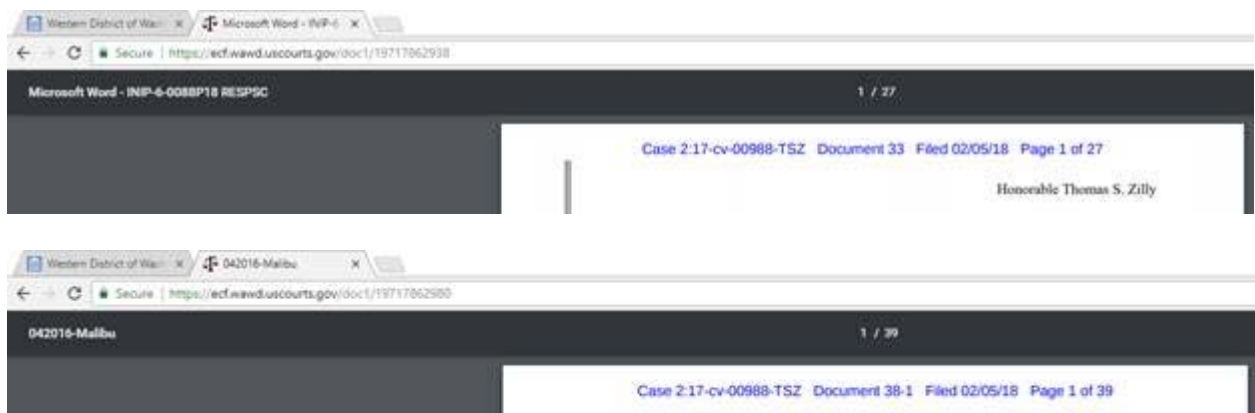 Western District of Was
Microsoft Word - INIP-6
Secure | https://ecf.wawd.uscourts.gov/doc1/19717862938
Microsoft Word - INIP-6-0088P18 RESPSC
1 / 27
Case 2:17-cv-00988-TSZ Document 33 Filed 02/05/18 Page 1 of 27
Honorable Thomas S. Zilly
Western District of Was
042016-Malibu
Secure | https://ecf.wawd.uscourts.gov/doc1/19717862980
042016-Malibu
1 / 39
Case 2:17-cv-00988-TSZ Document 38-1 Filed 02/05/18 Page 1 of 39